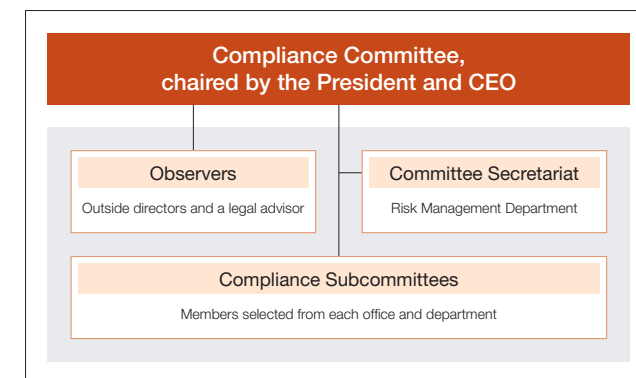 Compliance Committee,
chaired by the President and CEO
Observers
Outside directors and a legal advisor
Committee Secretariat
Risk Management Department
Compliance Subcommittees
Members selected from each office and department